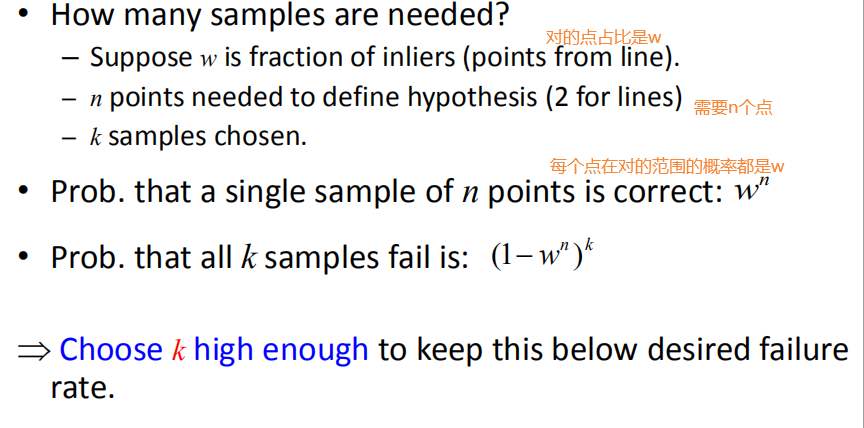 • How many samples are needed?
对的点占比是w
– Suppose w is fraction of inliers (points from line).
– n points needed to define hypothesis (2 for lines)
需要n个点
– k samples chosen.
每个点在对的范围的概率都是w
• Prob. that a single sample of n points is correct: wⁿ
• Prob. that all k samples fail is: (1 – wⁿ)ᵏ
⇒ Choose k high enough to keep this below desired failure
rate.